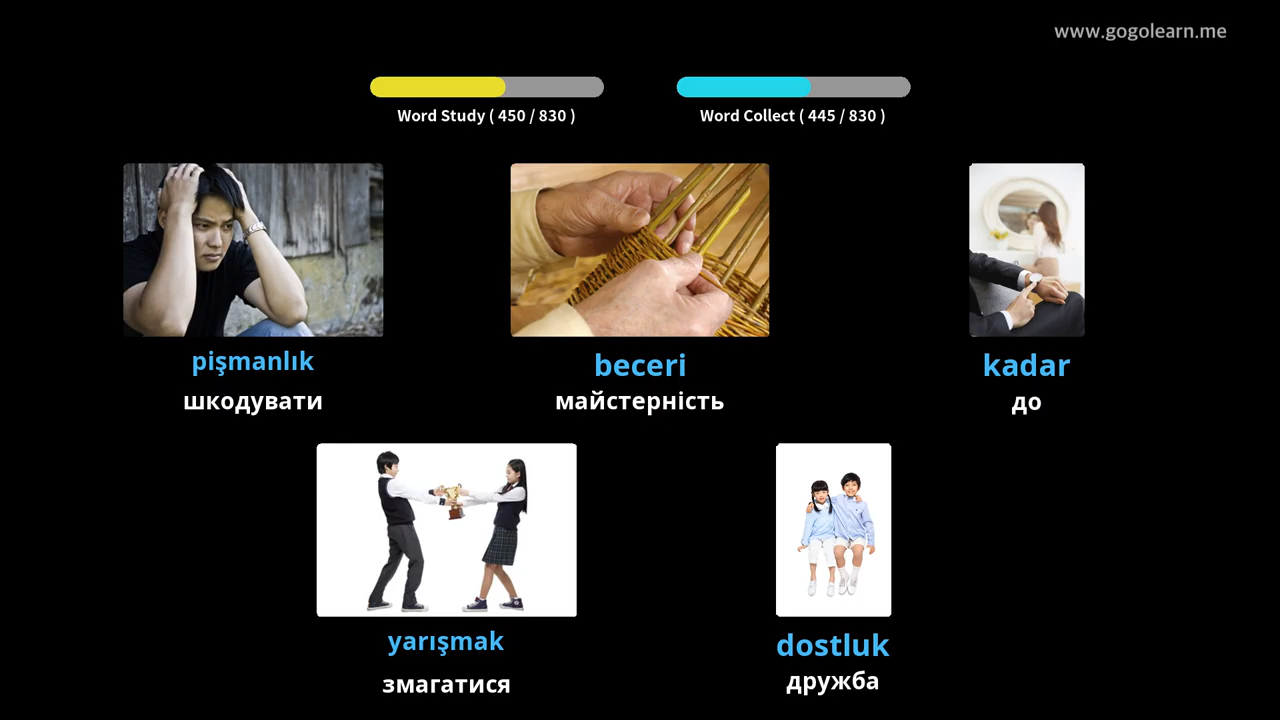 www.gogolearn.me
Word Study ( 450 / 830 )
Word Collect ( 445 / 830 )
pişmanlık
шкодувати
beceri
майстерність
kadar
до
yarışmak
змагатися
dostluk
дружба